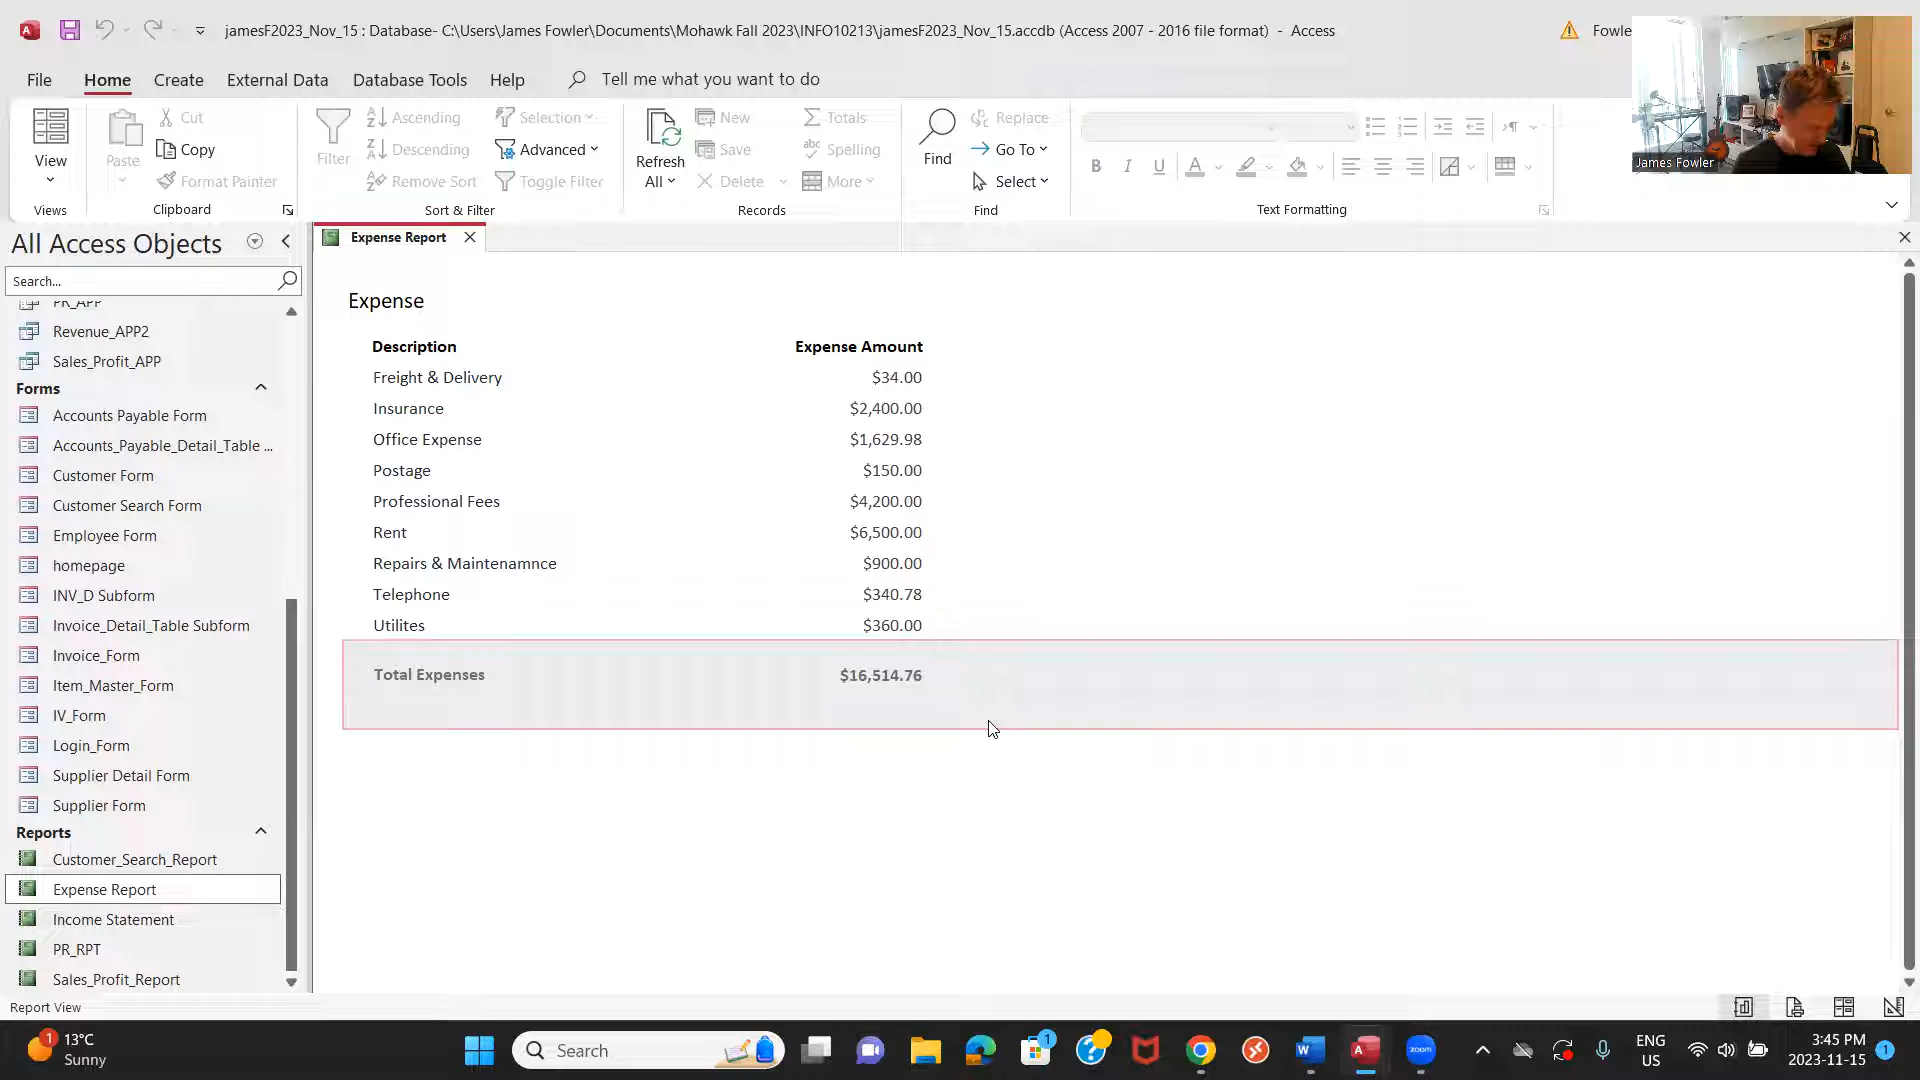 jamesF2023_Nov_15 : Database- C:\Users\James Fowler\Documents\Mohawk Fall 2023\INFO10213\jamesF2023_Nov_15.accdb (Access 2007 - 2016 file format) - Access
Fowle
File Home Create External Data Database Tools Help Tell me what you want to do
View
Views
Paste
Cut
Copy
Format Painter
Clipboard
Filter
Ascending
Descending
Remove Sort
Selection
Advanced
Toggle Filter
Sort & Filter
Refresh
All
New
Save
Delete
Totals
Spelling
More
Records
Find
Replace
Go To
Select
Find
B I U A
Text Formatting
James Fowler
All Access Objects
Search...
PR_APP
Revenue_APP2
Sales_Profit_APP
Forms
Accounts Payable Form
Accounts_Payable_Detail_Table ...
Customer Form
Customer Search Form
Employee Form
homepage
INV_D Subform
Invoice_Detail_Table Subform
Invoice_Form
Item_Master_Form
IV_Form
Login_Form
Supplier Detail Form
Supplier Form
Reports
Customer_Search_Report
Expense Report
Income Statement
PR_RPT
Sales_Profit_Report
Expense Report
Expense
Description Expense Amount
Freight & Delivery $34.00
Insurance $2,400.00
Office Expense $1,629.98
Postage $150.00
Professional Fees $4,200.00
Rent $6,500.00
Repairs & Maintenamnce $900.00
Telephone $340.78
Utilites $360.00
Total Expenses $16,514.76
Report View
1
13°C
Sunny
Search
1
zoom
ENG
US
3:45 PM
2023-11-15
1